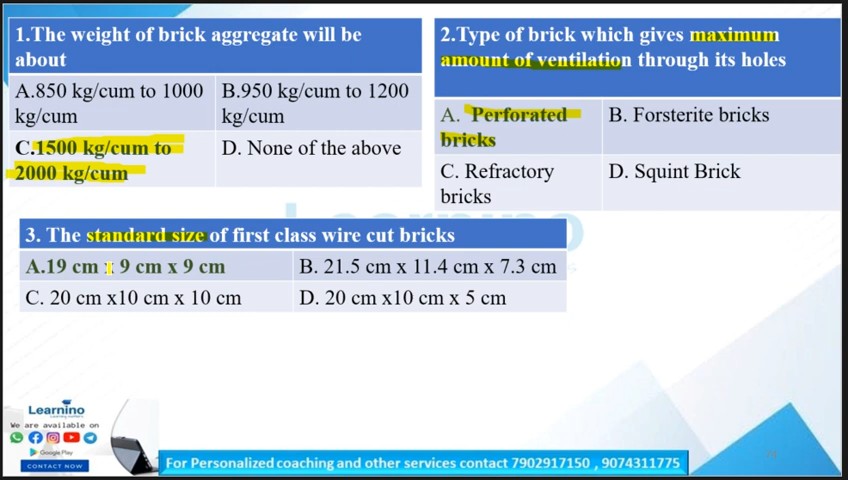 1.The weight of brick aggregate will be
about
A.850 kg/cum to 1000
kg/cum
B.950 kg/cum to 1200
kg/cum
C.1500 kg/cum to
2000 kg/cum
D. None of the above
2.Type of brick which gives maximum
amount of ventilation through its holes
A. Perforated
bricks
B. Forsterite bricks
C. Refractory
bricks
D. Squint Brick
3. The standard size of first class wire cut bricks
A.19 cm x 9 cm x 9 cm
B. 21.5 cm x 11.4 cm x 7.3 cm
C. 20 cm x10 cm x 10 cm
D. 20 cm x10 cm x 5 cm
Learnino
We are available on
Google Play
CONTACT NOW
For Personalized coaching and other services contact 7902917150 , 9074311775